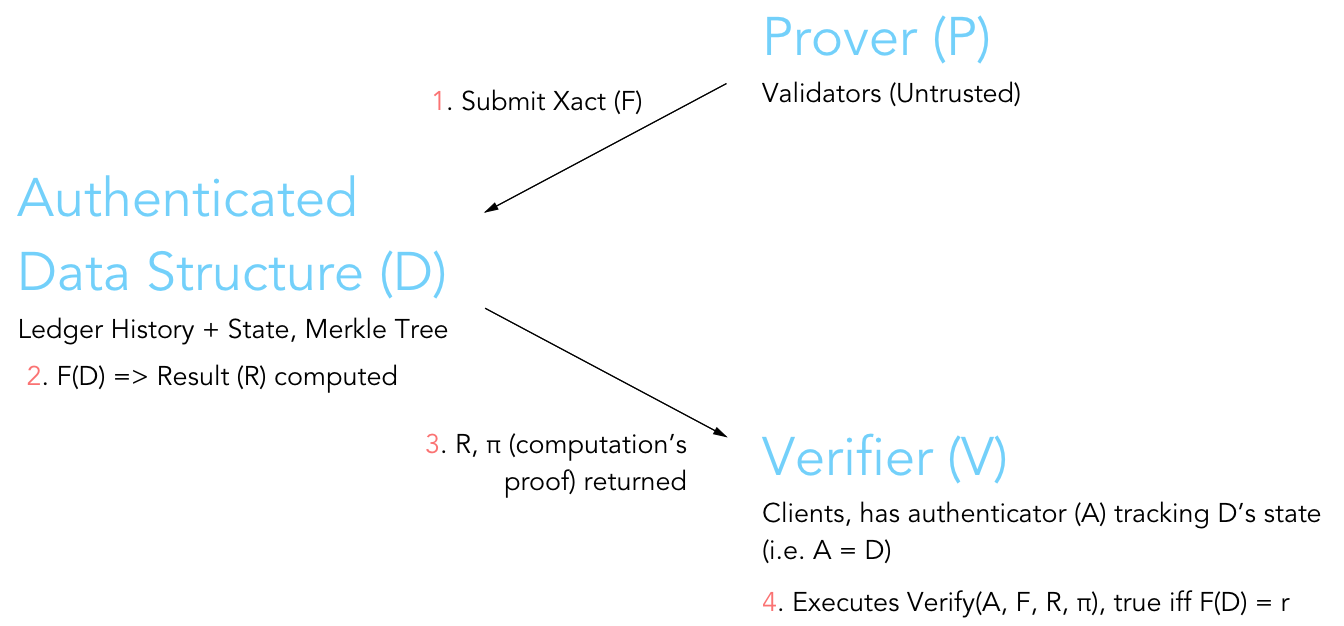 Prover (P)
Validators (Untrusted)
1. Submit Xact (F)
Authenticated
Data Structure (D)
Ledger History + State, Merkle Tree
2. F(D) => Result (R) computed
3. R, π (computation’s
proof) returned
Verifier (V)
Clients, has authenticator (A) tracking D’s state
(i.e. A = D)
4. Executes Verify(A, F, R, π), true iff F(D) = r